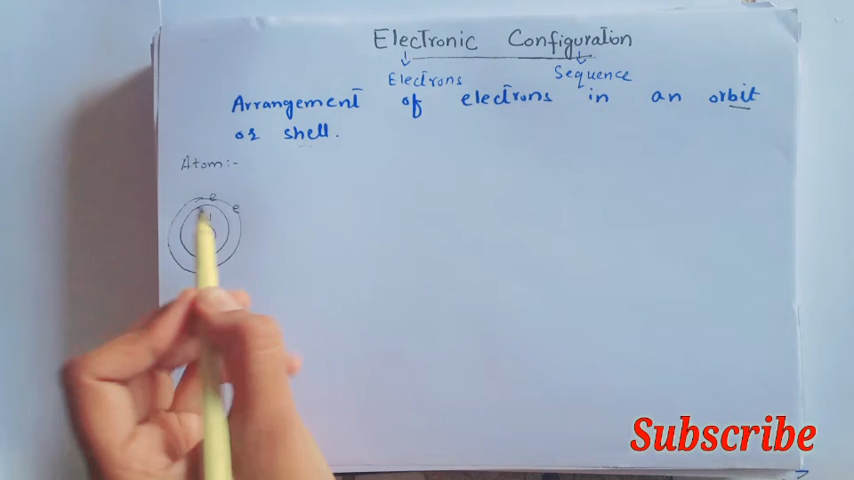 Electronic Configuration
Electrons Sequence
Arrangement of electrons in an orbit
or shell.
Atom:-
e
e
Subscribe